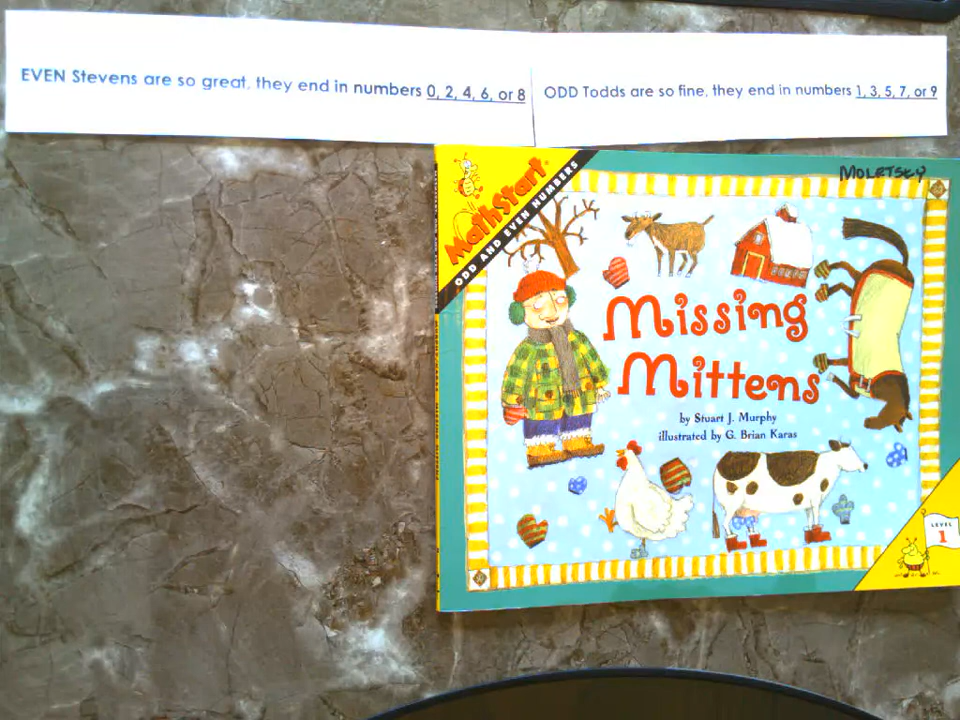 EVEN Stevens are so great, they end in numbers 0, 2, 4, 6, or 8
ODD Todds are so fine, they end in numbers 1, 3, 5, 7, or 9
MOLETSKY
MathStart®
ODD AND EVEN NUMBERS
Missing
Mittens
by Stuart J. Murphy
illustrated by G. Brian Karas
LEVEL
1